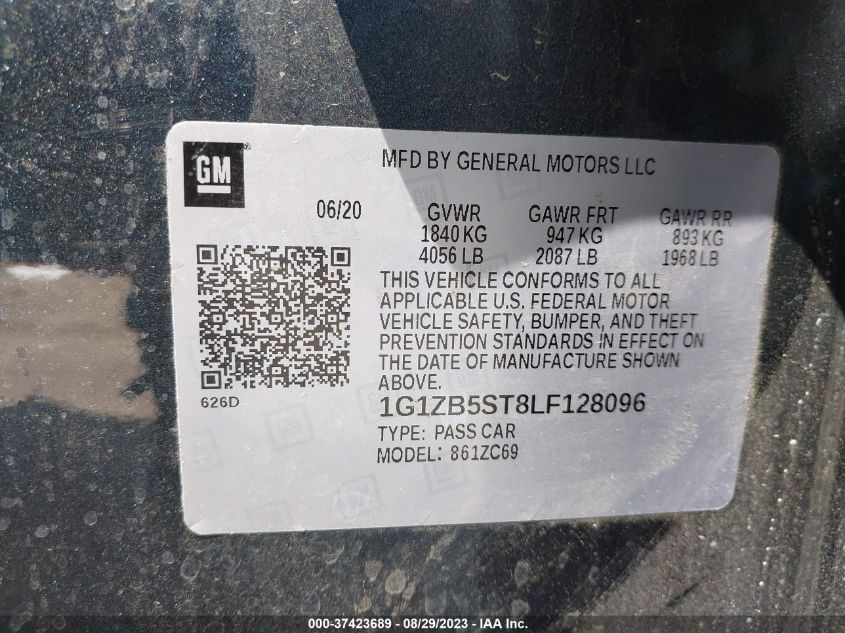 GM
MFD BY GENERAL MOTORS LLC
06/20 GVWR GAWR FRT GAWR RR
1840 KG 947 KG 893 KG
4056 LB 2087 LB 1968 LB
THIS VEHICLE CONFORMS TO ALL
APPLICABLE U.S. FEDERAL MOTOR
VEHICLE SAFETY, BUMPER, AND THEFT
PREVENTION STANDARDS IN EFFECT ON
THE DATE OF MANUFACTURE SHOWN
ABOVE.
626D
1G1ZB5ST8LF128096
TYPE: PASS CAR
MODEL: 861ZC69
000-37423689 - 08/29/2023 - IAAI.com